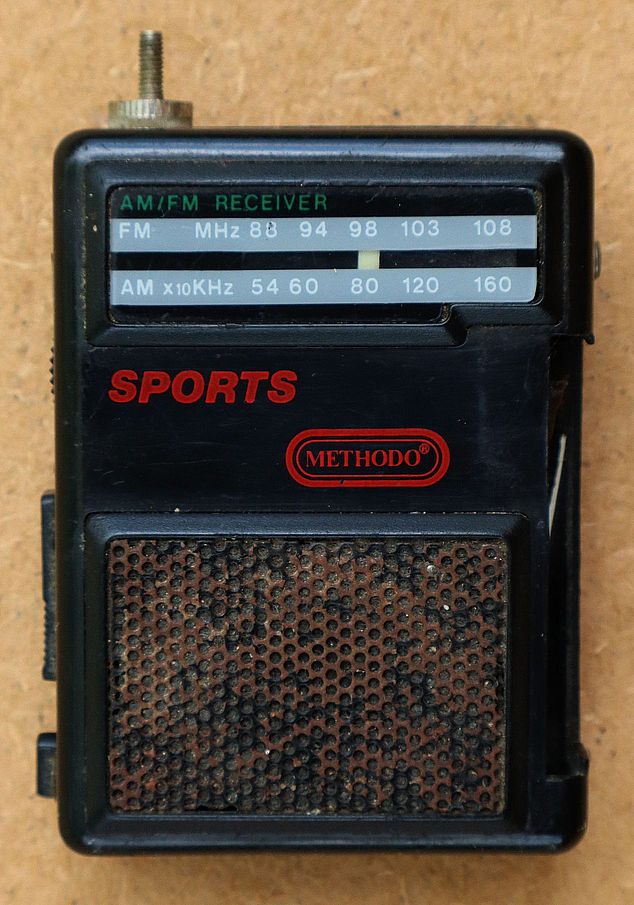 AM/FM RECEIVER
FM MHz 88 94 98 103 108
AM x10KHz 54 60 80 120 160
SPORTS
METHODO®